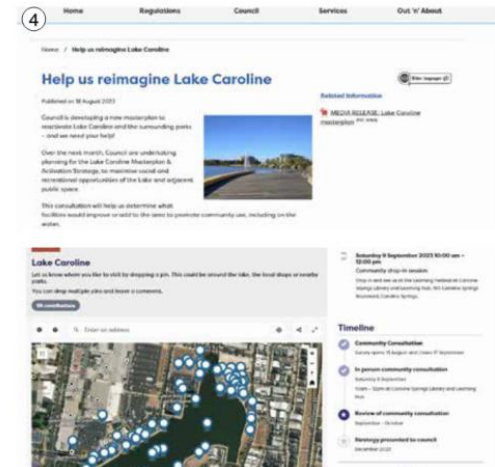 4
Home Regulations Council Services Out 'n' About
Home / Help us reimagine Lake Caroline
Help us reimagine Lake Caroline
Published on 18 August 2023
Council is developing a new masterplan to
reactivate Lake Caroline and the surrounding parks
– and we need your help!
Over the next month, Council are undertaking
planning for the Lake Caroline Masterplan &
Activation Strategy, to maximise social and
recreational opportunities of the Lake and adjacent
public space.
This consultation will help us determine what
facilities would improve or add to the area to promote
community use, including on the
water.
Related Information
MEDIA RELEASE: Lake Caroline
masterplan
Lake Caroline
Let us know where you like to visit by dropping a pin. This could be around the lake, the local shops or nearby
parks.
You can drop multiple pins and leave a comment.
contributions
Enter an address
Saturday 9 September 2023 10:00 am –
12:00 pm
Community drop-in session
Timeline
Community Consultation
In person community consultation
Saturday 9 September
Review of community consultation
September - October
Strategy presented to council
December 2023